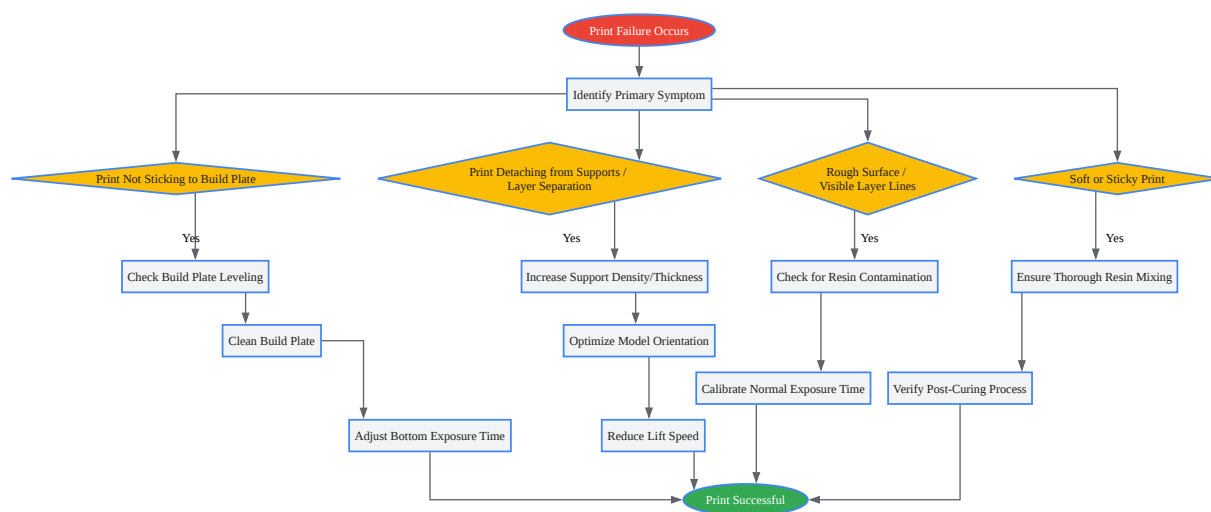 Print Failure Occurs
Identify Primary Symptom
Print Not Sticking to Build Plate
Print Detaching from Supports /
Layer Separation
Rough Surface /
Visible Layer Lines
Soft or Sticky Print
Yes
Yes
Yes
Yes
Check Build Plate Leveling
Increase Support Density/Thickness
Check for Resin Contamination
Ensure Thorough Resin Mixing
Clean Build Plate
Optimize Model Orientation
Calibrate Normal Exposure Time
Verify Post-Curing Process
Adjust Bottom Exposure Time
Reduce Lift Speed
Print Successful